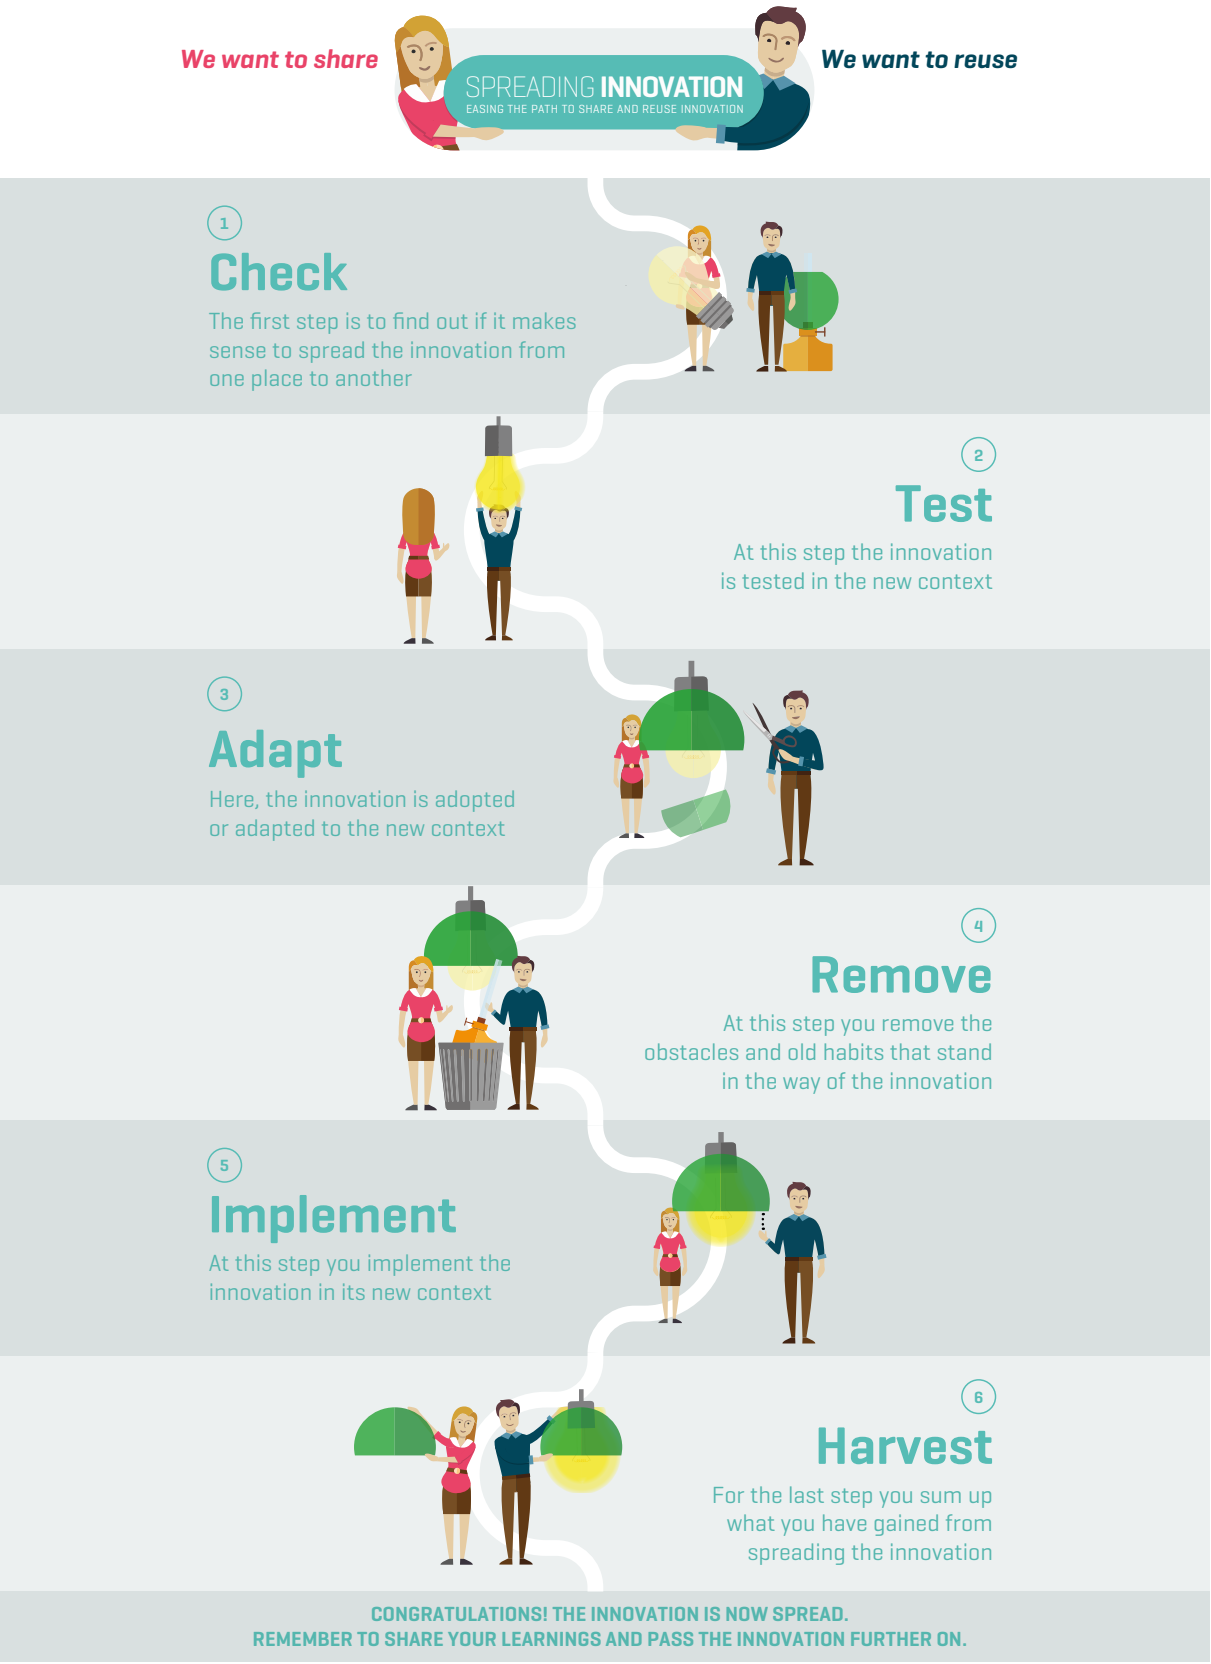 We want to share
SPREADING INNOVATION
EASING THE PATH TO SHARE AND REUSE INNOVATION
We want to reuse
1
Check
The first step is to find out if it makes
sense to spread the innovation from
one place to another
2
Test
At this step the innovation
is tested in the new context
3
Adapt
Here, the innovation is adopted
or adapted to the new context
4
Remove
At this step you remove the
obstacles and old habits that stand
in the way of the innovation
5
Implement
At this step you implement the
innovation in its new context
6
Harvest
For the last step you sum up
what you have gained from
spreading the innovation
CONGRATULATIONS! THE INNOVATION IS NOW SPREAD.
REMEMBER TO SHARE YOUR LEARNINGS AND PASS THE INNOVATION FURTHER ON.